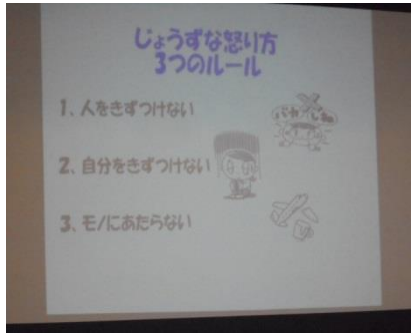 じょうずな怒り方
3つのルール
1、人をきずつけない
2、自分をきずつけない
3、モノにあたらない